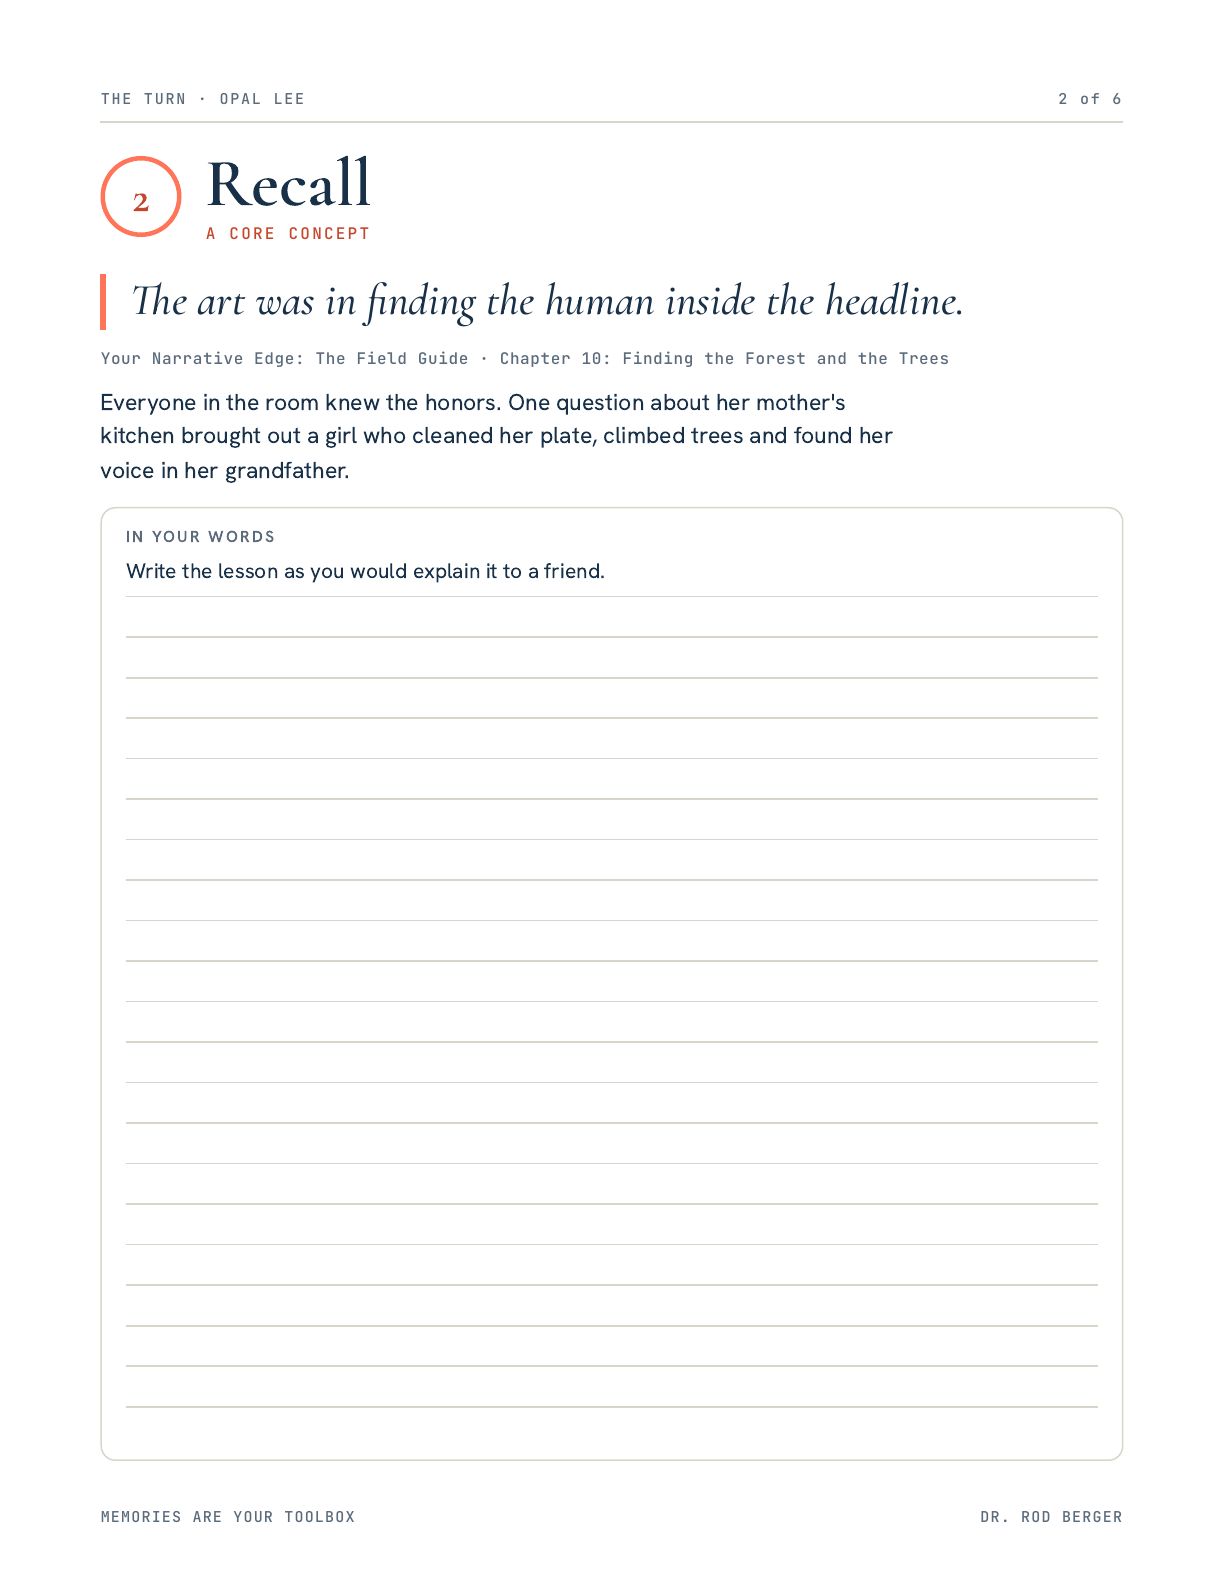 THE TURN · OPAL LEE
2 of 6
2
Recall
A CORE CONCEPT
The art was in finding the human inside the headline.
Your Narrative Edge: The Field Guide · Chapter 10: Finding the Forest and the Trees
Everyone in the room knew the honors. One question about her mother's
kitchen brought out a girl who cleaned her plate, climbed trees and found her
voice in her grandfather.
IN YOUR WORDS
Write the lesson as you would explain it to a friend.
MEMORIES ARE YOUR TOOLBOX
DR. ROD BERGER